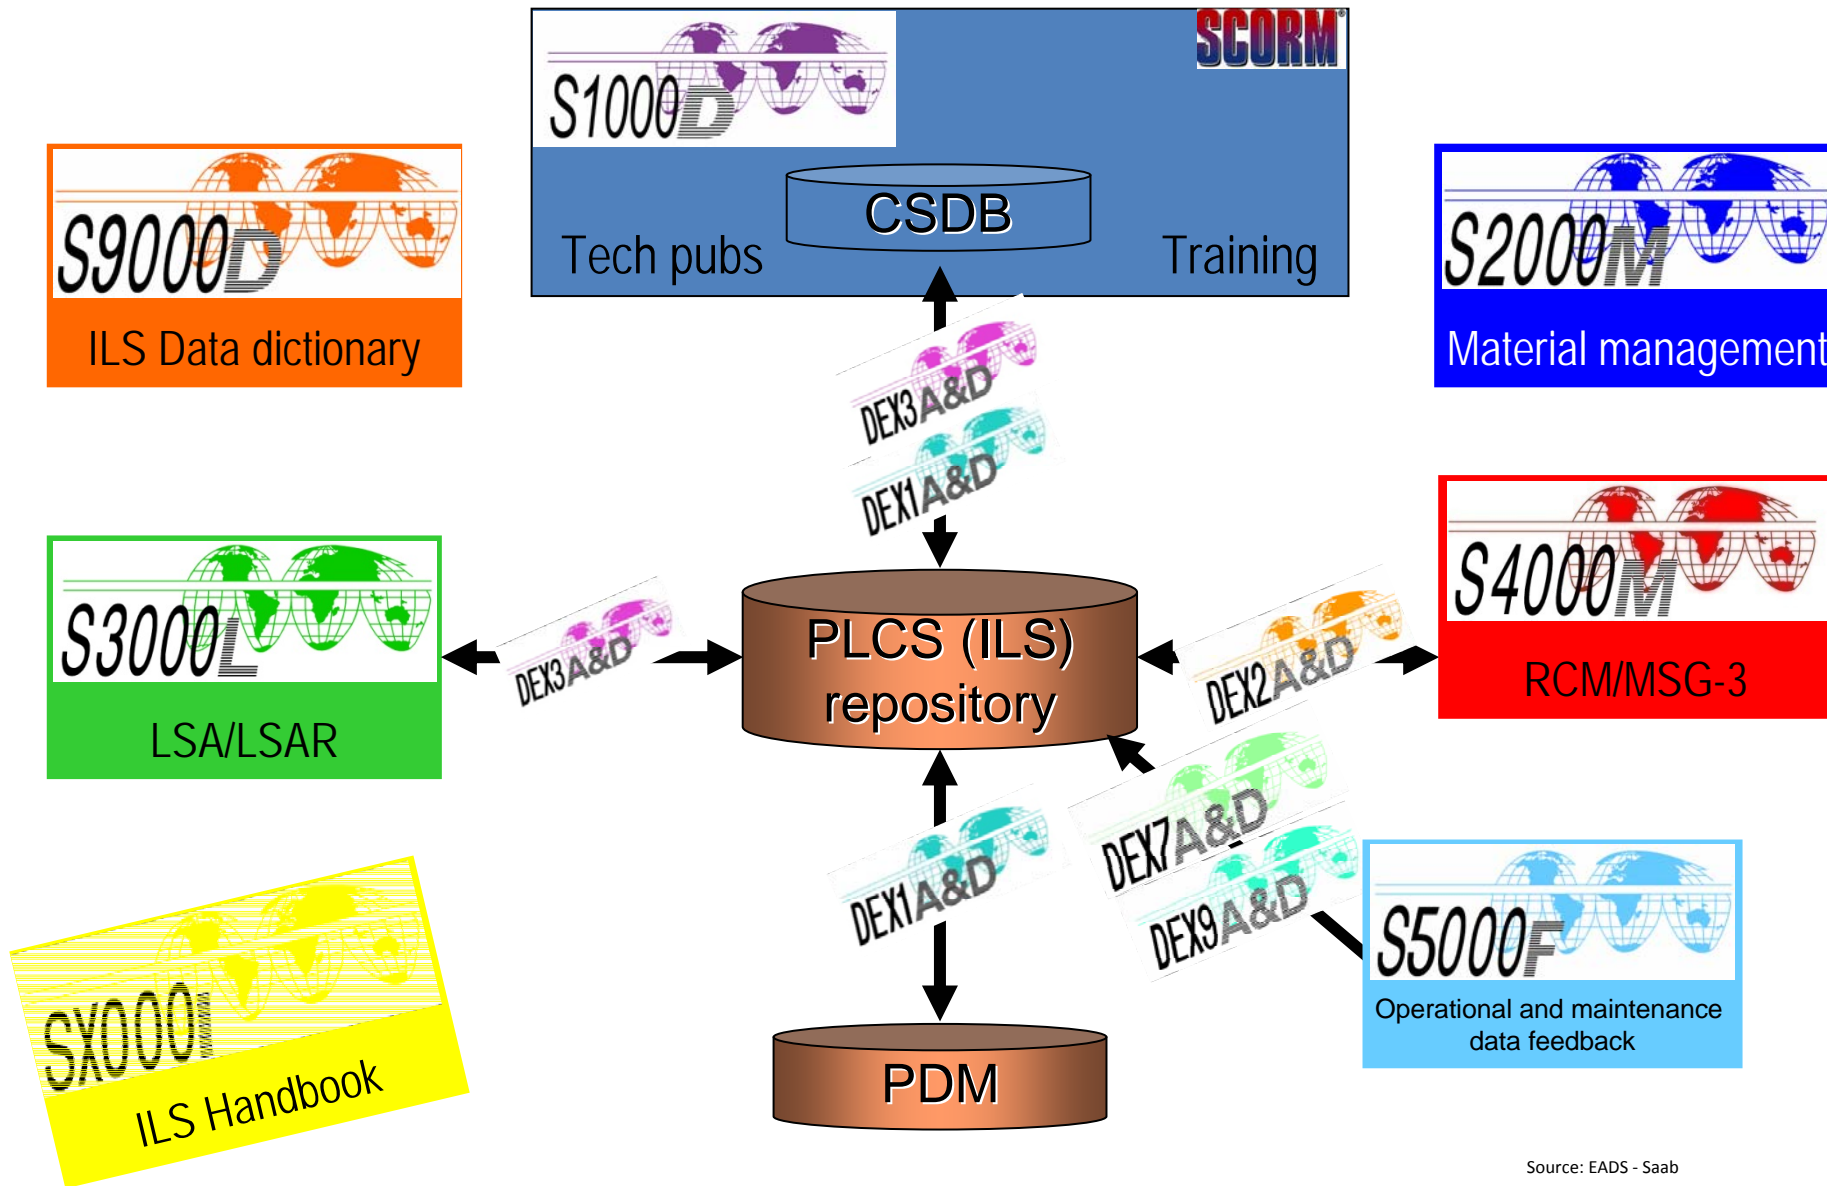 S1000D
SCORM®
CSDB
Tech pubs
Training
S9000D
ILS Data dictionary
S2000M
Material management
DEX3A&D
DEX1A&D
S3000L
LSA/LSAR
DEX3A&D
PLCS (ILS)
repository
DEX2A&D
S4000M
RCM/MSG-3
DEX1A&D
DEX7A&D
DEX9A&D
S5000F
Operational and maintenance
data feedback
SX000i
ILS Handbook
PDM
Source: EADS - Saab